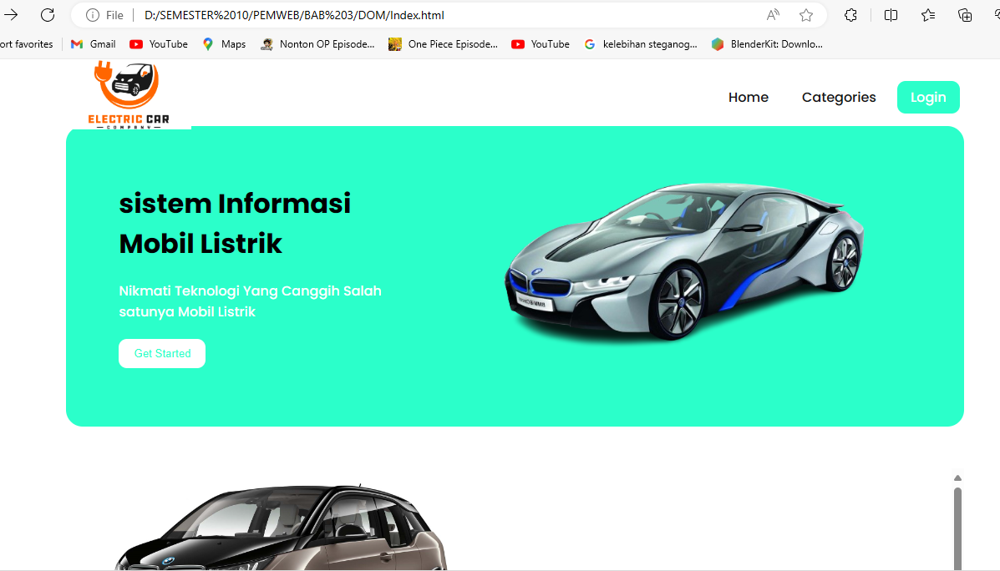 File
D:/SEMESTER%2010/PEMWEB/BAB%203/DOM/Index.html
ort favorites
Gmail
YouTube
Maps
Nonton OP Episode...
One Piece Episode...
YouTube
kelebihan steganog...
BlenderKit: Downlo...
ELECTRIC CAR
COMPANY
Home
Categories
Login
sistem Informasi
Mobil Listrik
Nikmati Teknologi Yang Canggih Salah
satunya Mobil Listrik
Get Started